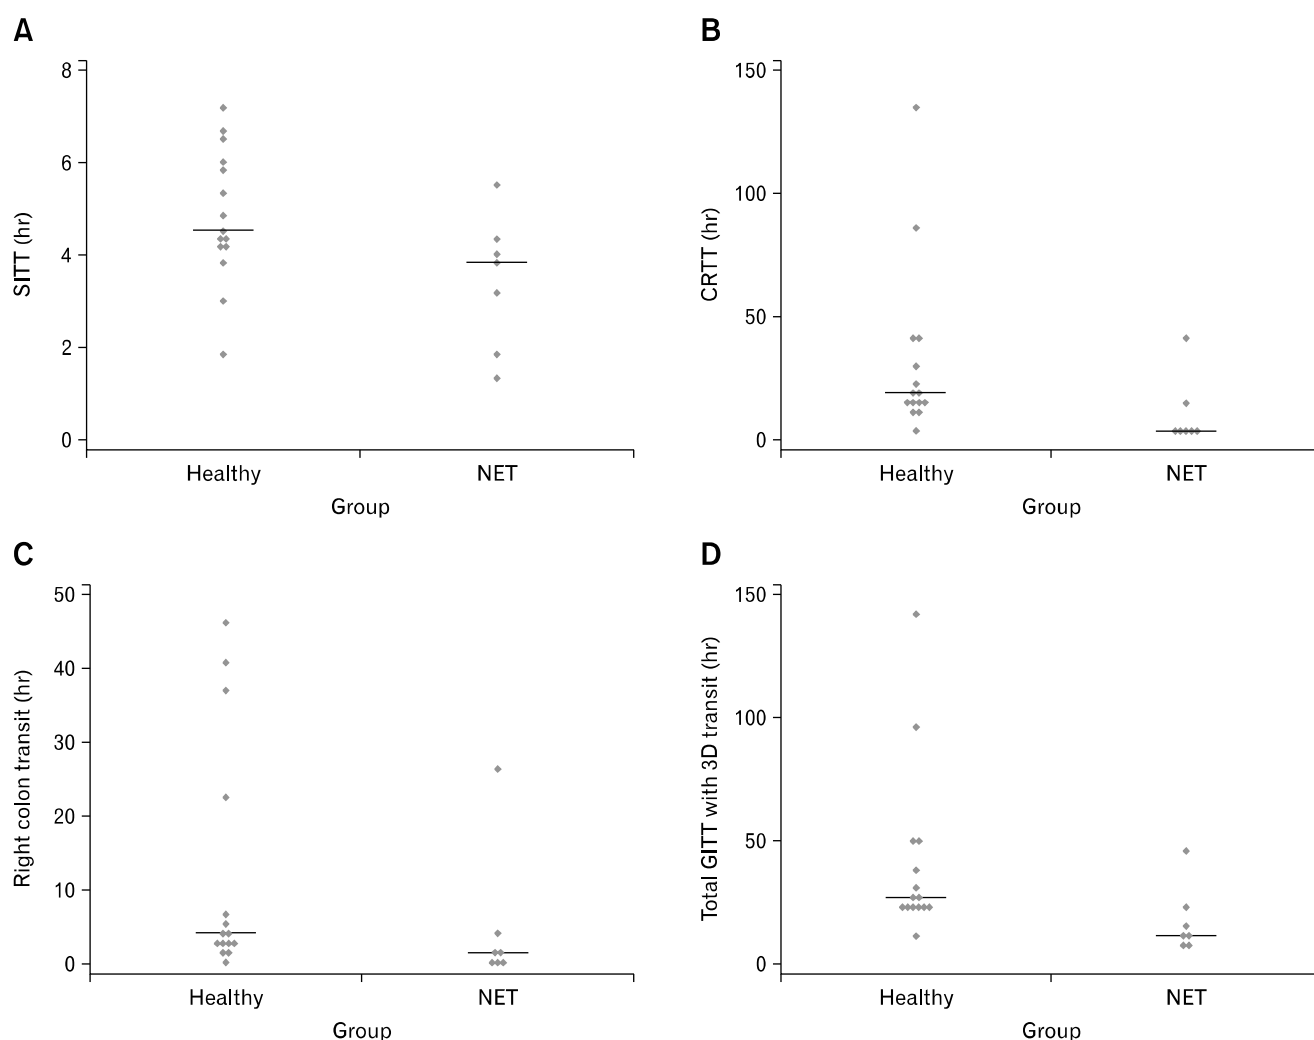 A
SITT (hr)
8
6
4
2
0
Healthy
NET
Group
B
CRTT (hr)
150
100
50
0
Healthy
NET
Group
C
Right colon transit (hr)
50
40
30
20
10
0
Healthy
NET
Group
D
Total GITT with 3D transit (hr)
150
100
50
0
Healthy
NET
Group